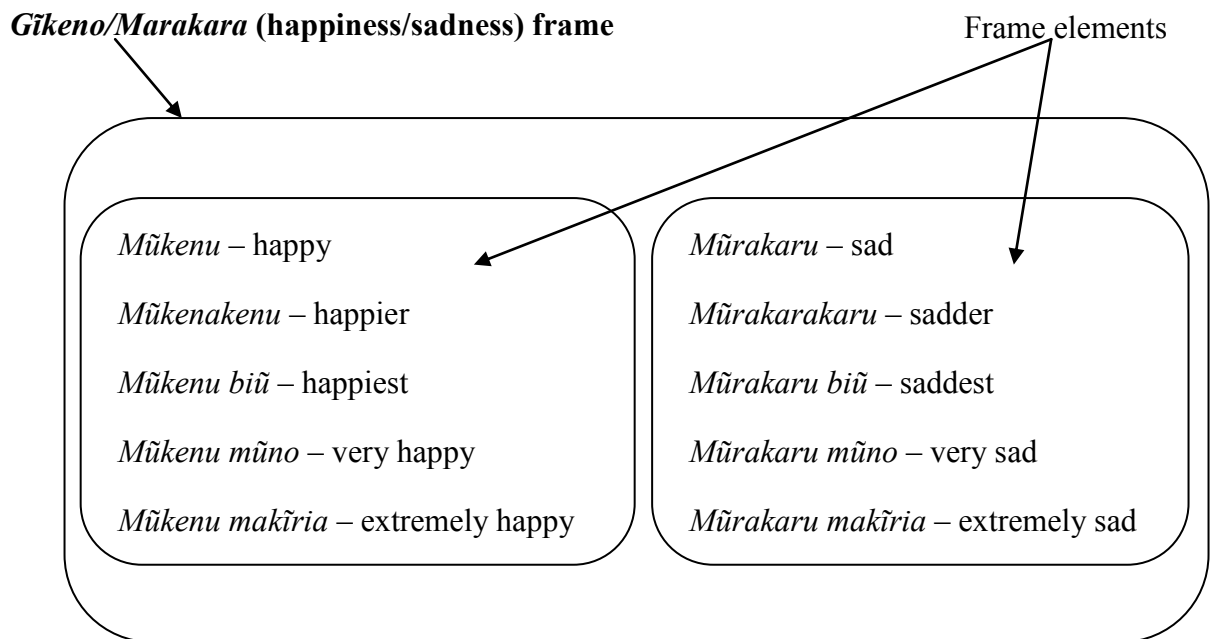 Gĩkeno/Marakara (happiness/sadness) frame
Frame elements
Mũkenu – happy
Mũkenakenu – happier
Mũkenu biũ – happiest
Mũkenu mũno – very happy
Mũkenu makĩria – extremely happy
Mũrakaru – sad
Mũrakarakaru – sadder
Mũrakaru biũ – saddest
Mũrakaru mũno – very sad
Mũrakaru makĩria – extremely sad